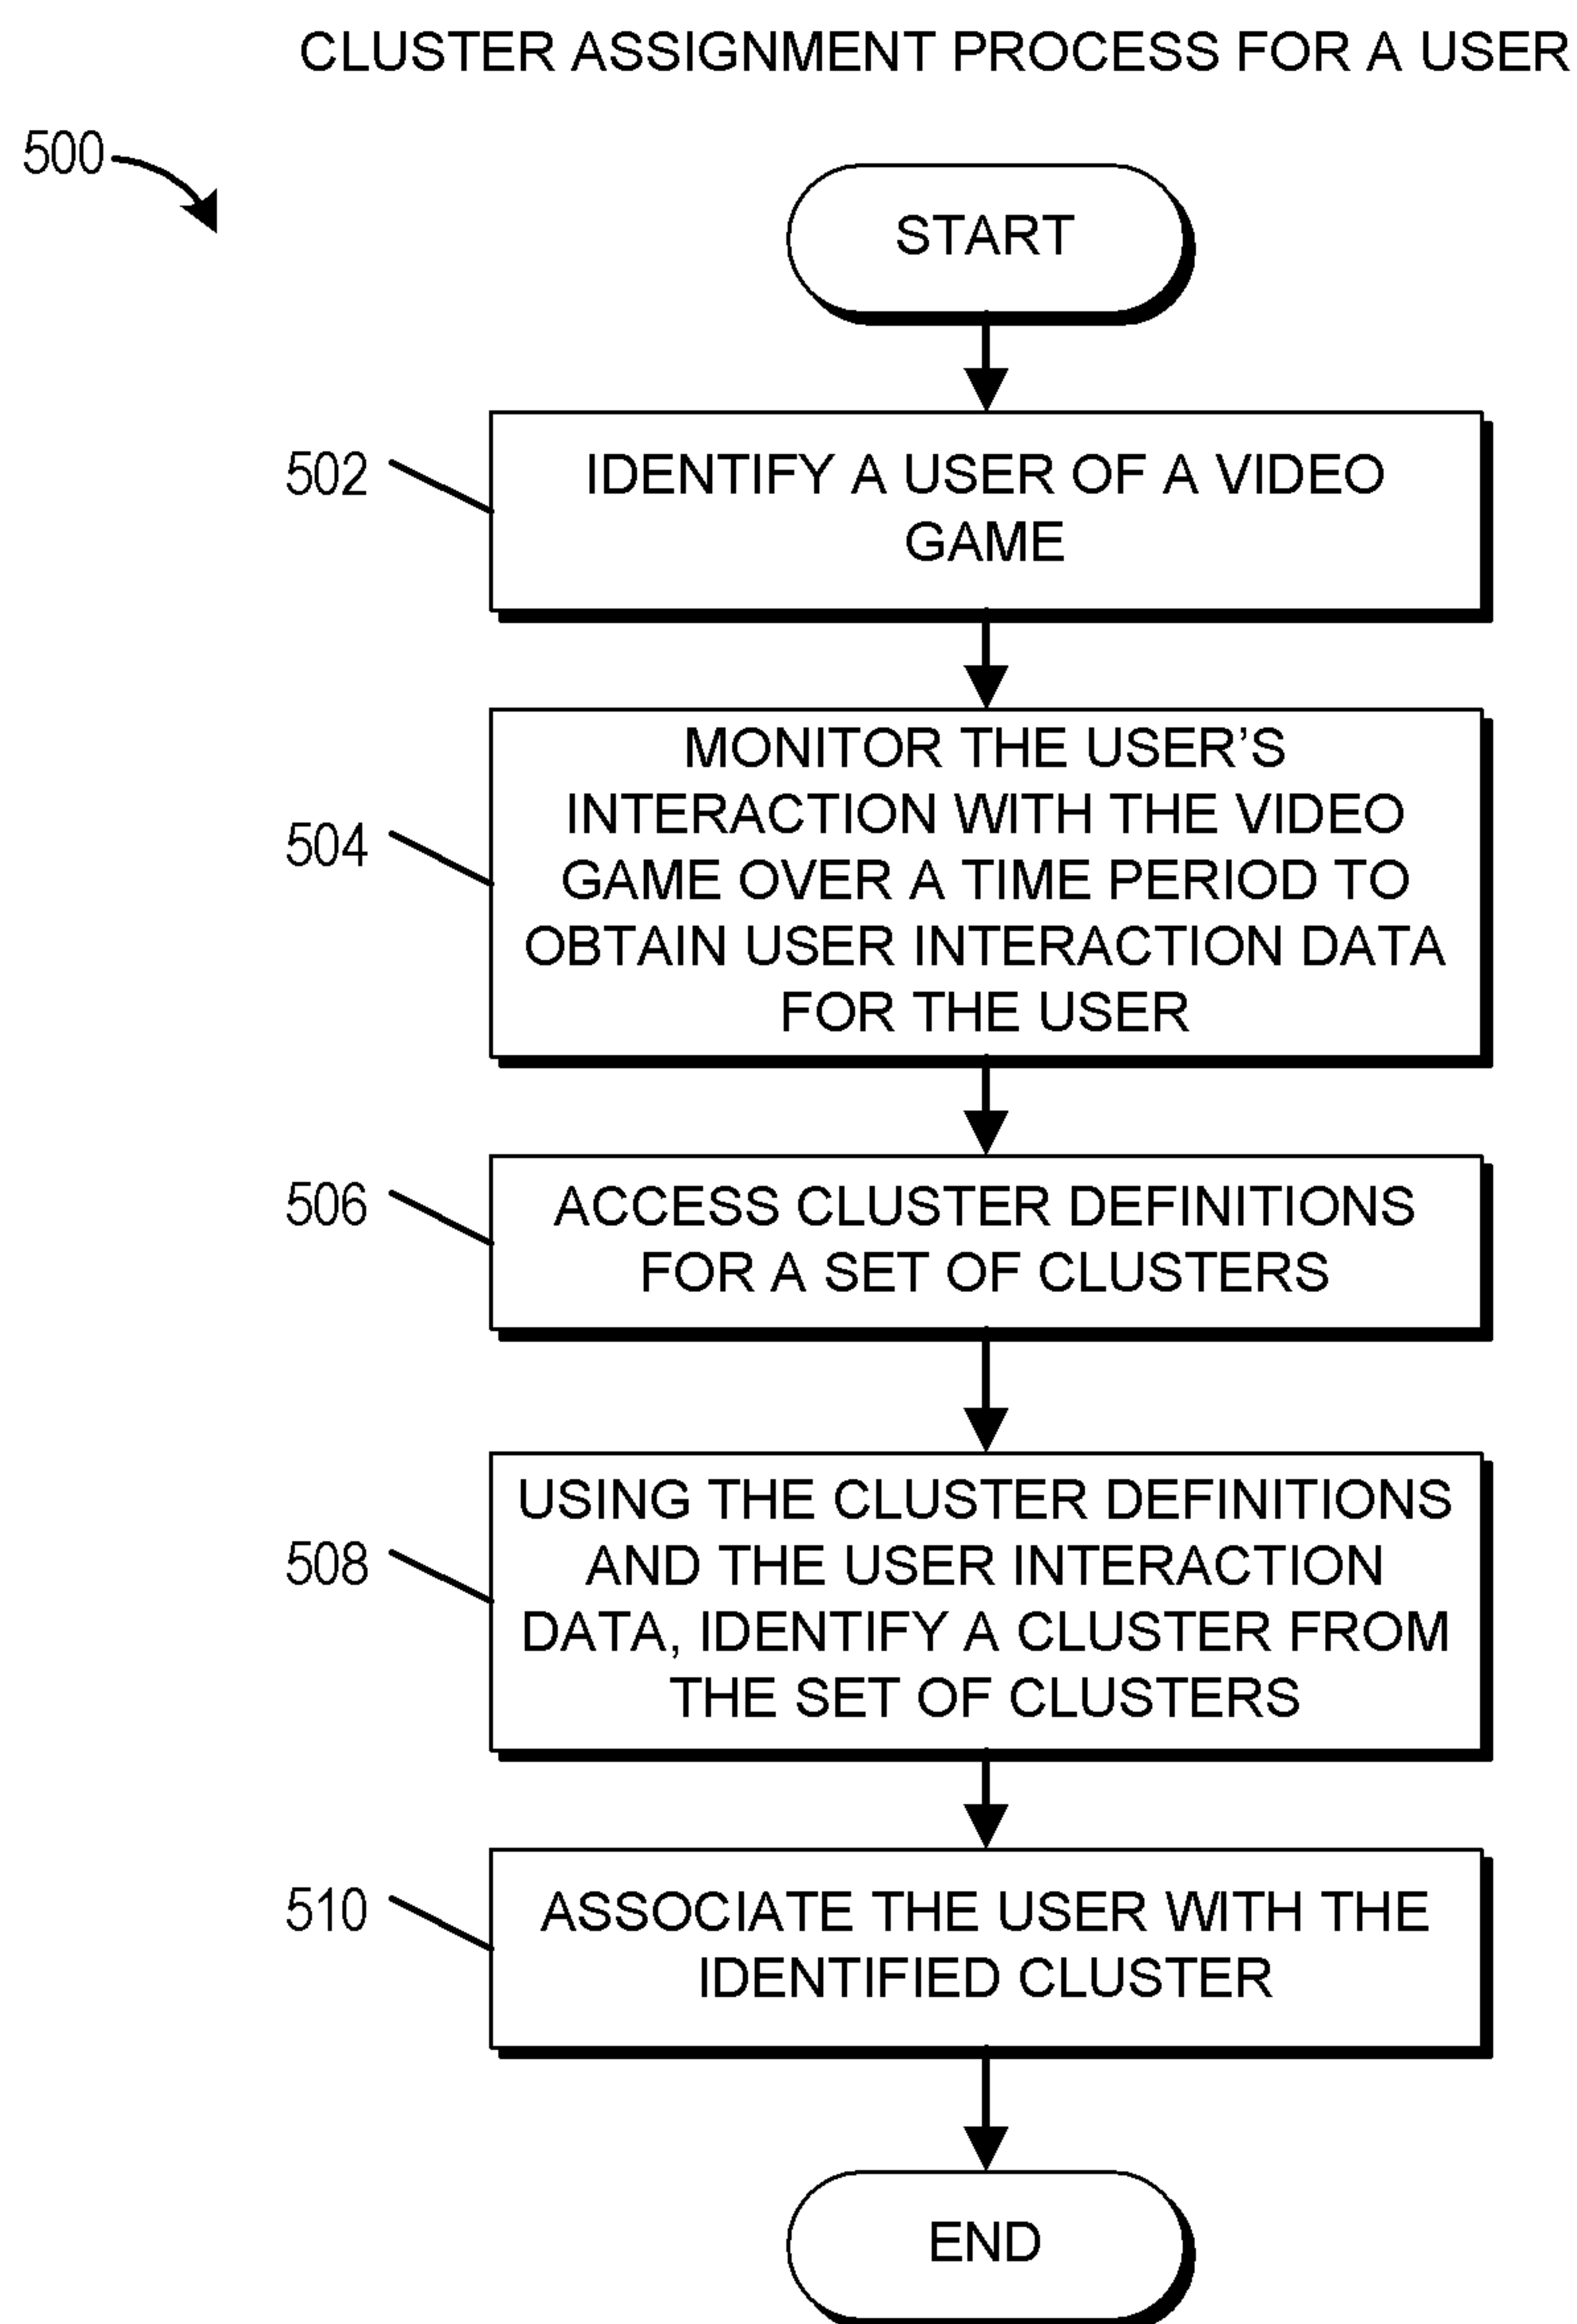 CLUSTER ASSIGNMENT PROCESS FOR A USER
500
START
502
IDENTIFY A USER OF A VIDEO
GAME
504
MONITOR THE USER’S
INTERACTION WITH THE VIDEO
GAME OVER A TIME PERIOD TO
OBTAIN USER INTERACTION DATA
FOR THE USER
506
ACCESS CLUSTER DEFINITIONS
FOR A SET OF CLUSTERS
508
USING THE CLUSTER DEFINITIONS
AND THE USER INTERACTION
DATA, IDENTIFY A CLUSTER FROM
THE SET OF CLUSTERS
510
ASSOCIATE THE USER WITH THE
IDENTIFIED CLUSTER
END